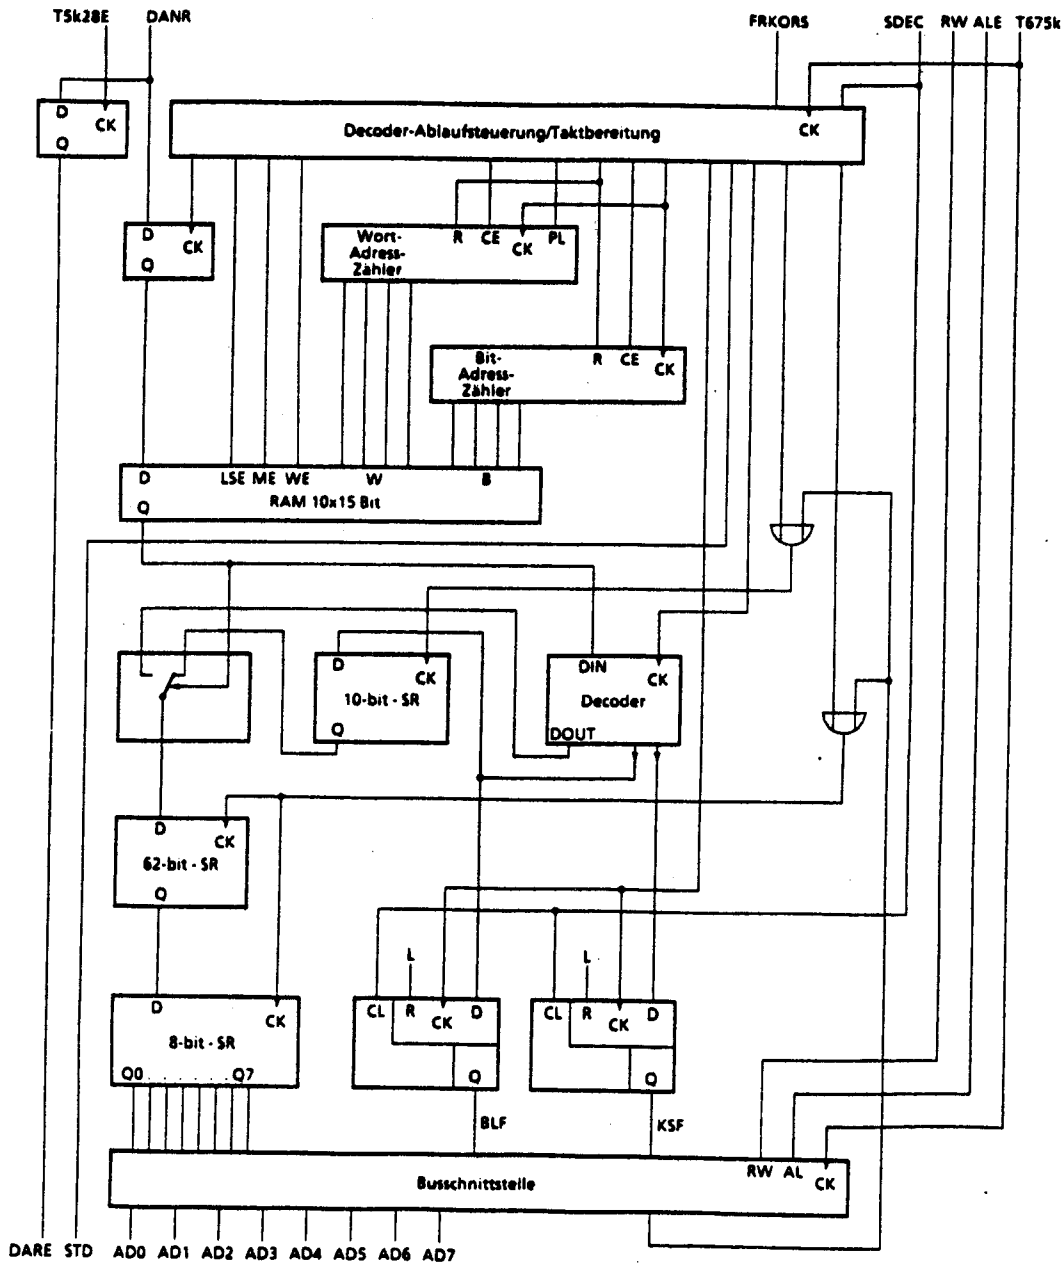 T5k28E DANR FRKORS SDEC RW ALE T675k
D CK
Q
Decoder-Ablaufsteuerung/Taktbereitung CK
D CK
Q
Wort-
Adress-
Zähler
R CE CK PL
Bit-
Adress-
Zähler
R CE CK
D LSE ME WE W B
Q RAM 10x15 Bit
D CK
10-bit - SR
Q
DIN CK
Decoder
DOUT
D CK
62-bit - SR
Q
L L
D CK
8-bit - SR
Q0 . . . . . . Q7
CL R CK D
Q
CL R CK D
Q
BLF KSF
RW AL CK
Busschnittstelle
DARE STD AD0 AD1 AD2 AD3 AD4 AD5 AD6 AD7